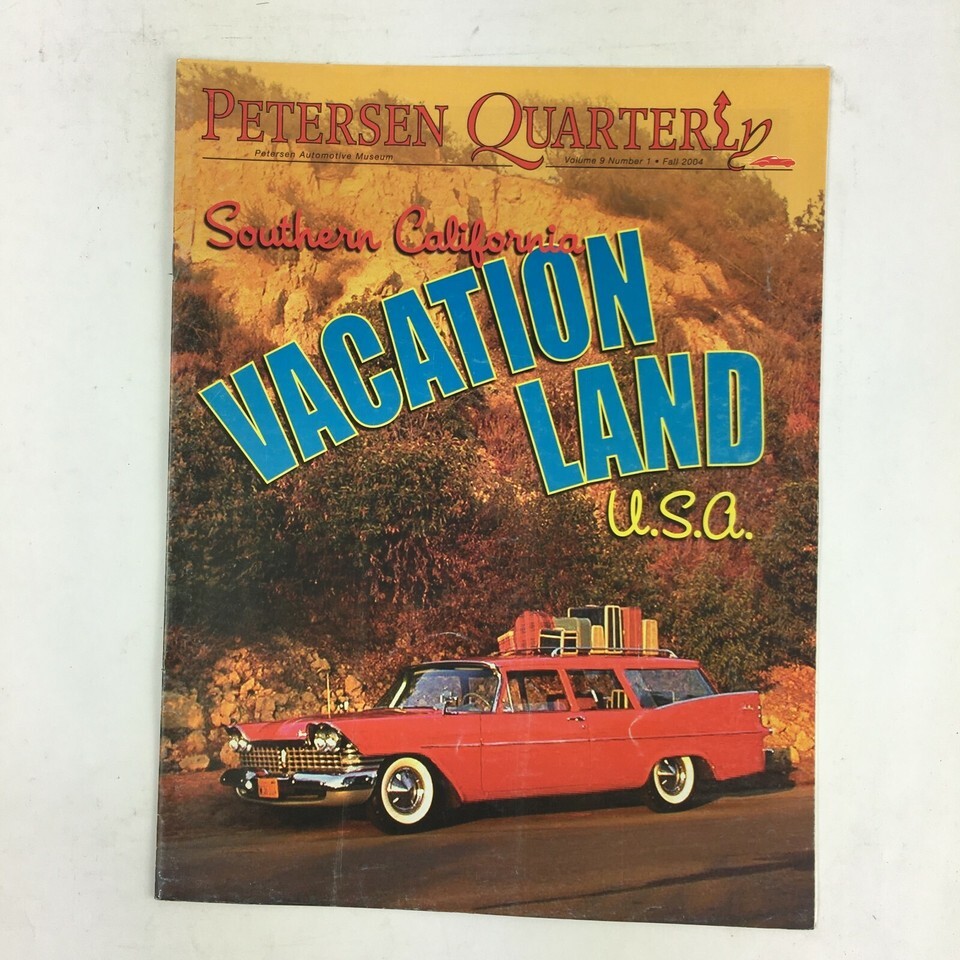 PETERSEN QUARTERLY
Petersen Automotive Museum
Volume 9 Number 1 • Fall 2004
Southern California
VACATION
LAND
U.S.A.